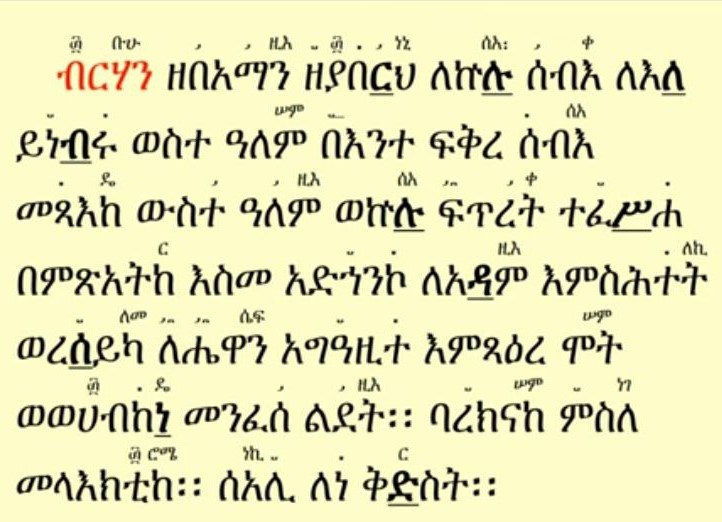 ብርሃን ዘበአማን ዘያበርህ ለኵሉ ሰብእ ለእለ
ይነብሩ ወስተ ዓለም በእንተ ፍቅረ ሰብእ
መጻእከ ውስተ ዓለም ወኵሉ ፍጥረት ተፈሥሐ
በምጽአትከ እስመ አድኀንኮ ለአዳም እምስሕተት
ወረሰይካ ለሔዋን አግዓዚተ እምጻዕረ ሞት
ወወሀብከነ መንፈሰ ልደት፡፡ ባረክናከ ምስለ
መላእክቲከ፡፡ ሰአሊ ለነ ቅድስት፡፡